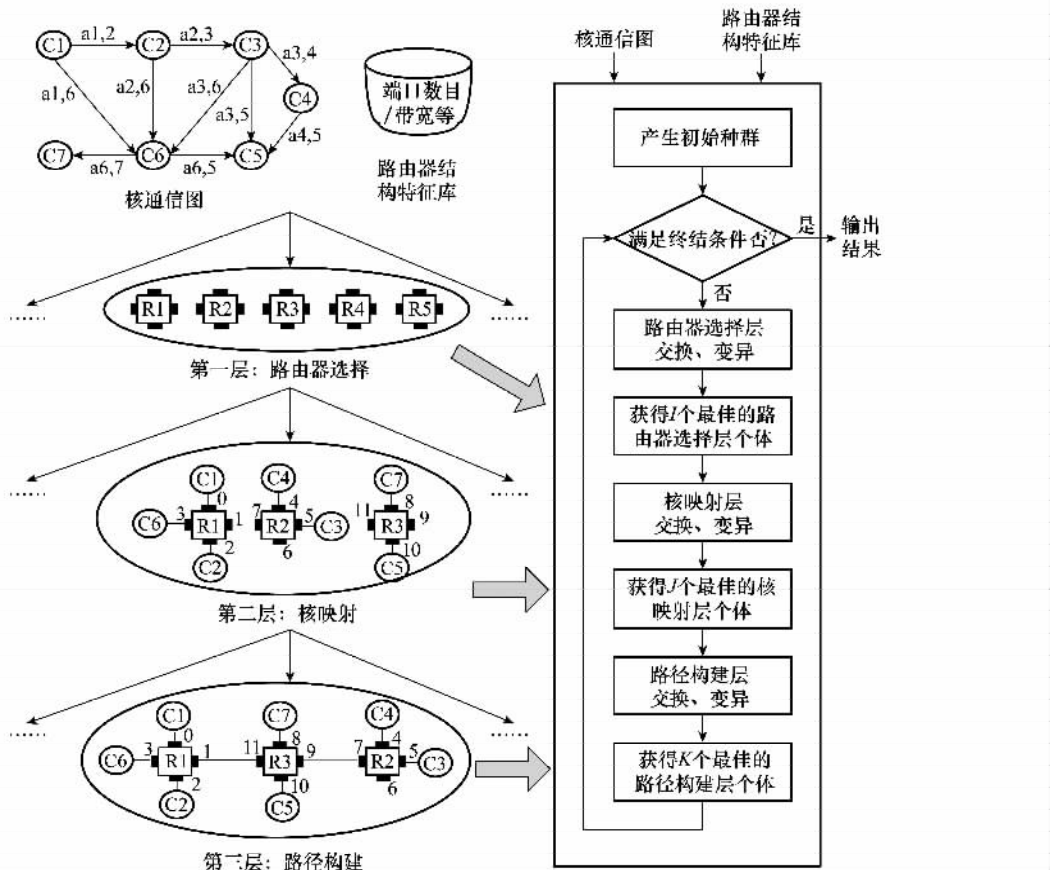 C1
a1,2
C2
a2,3
C3
a3,4
C4
a1,6
a2,6
a3,6
a3,5
a4,5
C7
a6,7
C6
a6,5
C5
核通信图
端口数目
/带宽等
路由器结
构特征库
......
R1
R2
R3
R4
R5
......
第一层：路由器选择
......
C1
0
C6
3
R1
1
2
C2
C4
4
7
R2
5
C3
6
C7
8
11
R3
9
10
C5
......
第二层：核映射
......
C1
0
C6
3
R1
1
2
C2
C7
8
11
R3
9
10
C5
C4
4
7
R2
5
C3
6
......
第三层：路径构建
核通信图
路由器结
构特征库
产生初始种群
满足终结条件否？
是
输出
结果
否
路由器选择层
交换、变异
获得I个最佳的路
由器选择层个体
核映射层
交换、变异
获得J个最佳的核
映射层个体
路径构建层
交换、变异
获得K个最佳的
路径构建层个体